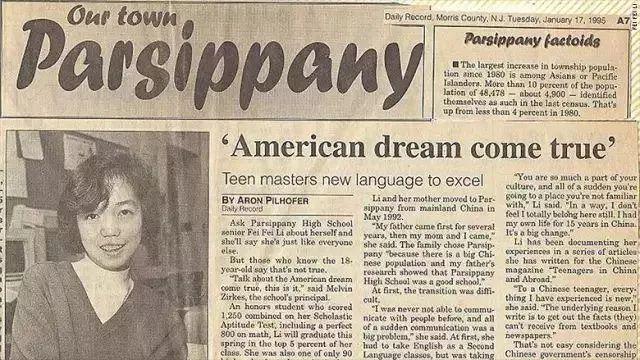 Our town
Parsippany
Daily Record, Morris County, N.J. Tuesday, January 17, 1995 A7
Parsippany factoids
■ The largest increase in township popula-
tion since 1980 is among Asians or Pacific
Islanders. More than 10 percent of the popu-
lation of 48,478 — about 4,900 — identified
themselves as such in the last census. That's
up from less than 4 percent in 1980.
'American dream come true'
Teen masters new language to excel
BY ARON PILHOFER
Daily Record
Ask Parsippany High School
senior Fei Fei Li about herself and
she'll say she's just like everyone
else.
But those who know the 18-
year-old say that's not true.
"Talk about the American dream
come true, this is it," said Melvin
Zirkes, the school's principal.
An honors student who scored
1,250 combined on her Scholastic
Aptitude Test, including a perfect
800 on math, Li will graduate this
spring in the top 5 percent of her
class. She was also one of only 90
Li and her mother moved to Par-
sippany from mainland China in
May 1992.
"My father came first for several
years, then my mom and I came,"
she said. The family chose Parsip-
pany "because there is a big Chi-
nese population and my father's
research showed that Parsippany
High School was a good school."
At first, the transition was diffi-
cult.
"I was never not able to commu-
nicate with people before, and all
of a sudden communication was a
big problem," she said. At first, she
had to take English as a Second
Language classes, but was taking
"You are so much a part of your
culture, and all of a sudden you're
going to a place you're not familiar
with," Li said. "In a way, I don't
feel I totally belong here still. I had
my own life for 15 years in China.
It's a big change."
Li has been documenting her
experiences in a series of articles
she has written for the Chinese
magazine "Teenagers in China
and Abroad."
"To a Chinese teenager, every-
thing I have experienced is new,"
she said. "The underlying reason I
write is to get out the facts (they)
can't receive from textbooks and
newspapers."
That's not easy considering the
Chinese government's censorship